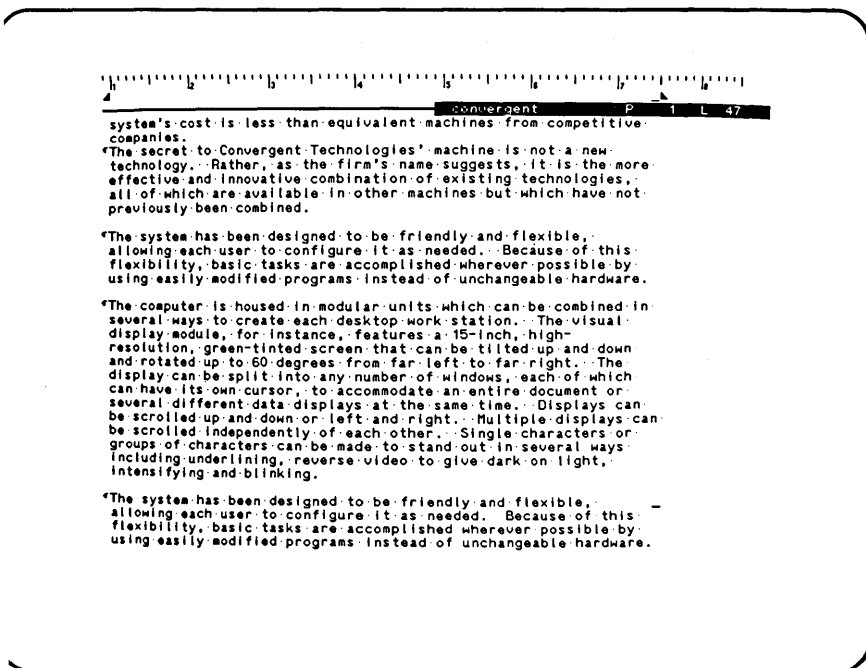 1 2 3 4 5 6 7 8
convergent P 1 L 47
system's cost is less than equivalent machines from competitive
companies.
The secret to Convergent Technologies' machine is not a new
technology. Rather, as the firm's name suggests, it is the more
effective and innovative combination of existing technologies,
all of which are available in other machines but which have not
previously been combined.
The system has been designed to be friendly and flexible,
allowing each user to configure it as needed. Because of this
flexibility, basic tasks are accomplished wherever possible by
using easily modified programs instead of unchangeable hardware.
The computer is housed in modular units which can be combined in
several ways to create each desktop work station. The visual
display module, for instance, features a 15-inch, high-
resolution, green-tinted screen that can be tilted up and down
and rotated up to 60 degrees from far left to far right. The
display can be split into any number of windows, each of which
can have its own cursor, to accommodate an entire document or
several different data displays at the same time. Displays can
be scrolled up and down or left and right. Multiple displays can
be scrolled independently of each other. Single characters or
groups of characters can be made to stand out in several ways
including underlining, reverse video to give dark on light,
intensifying and blinking.
The system has been designed to be friendly and flexible,
allowing each user to configure it as needed. Because of this
flexibility, basic tasks are accomplished wherever possible by
using easily modified programs instead of unchangeable hardware.